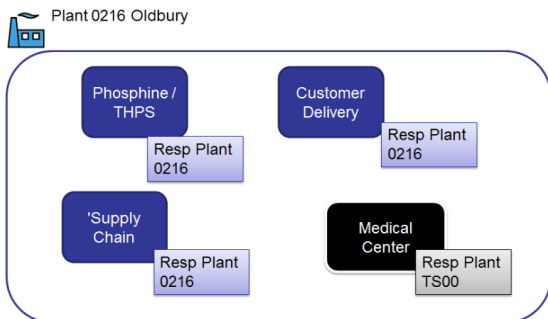 Plant 0216 Oldbury
Phosphine /
THPS
Resp Plant
0216
Customer
Delivery
Resp Plant
0216
'Supply
Chain
Resp Plant
0216
Medical
Center
Resp Plant
TS00